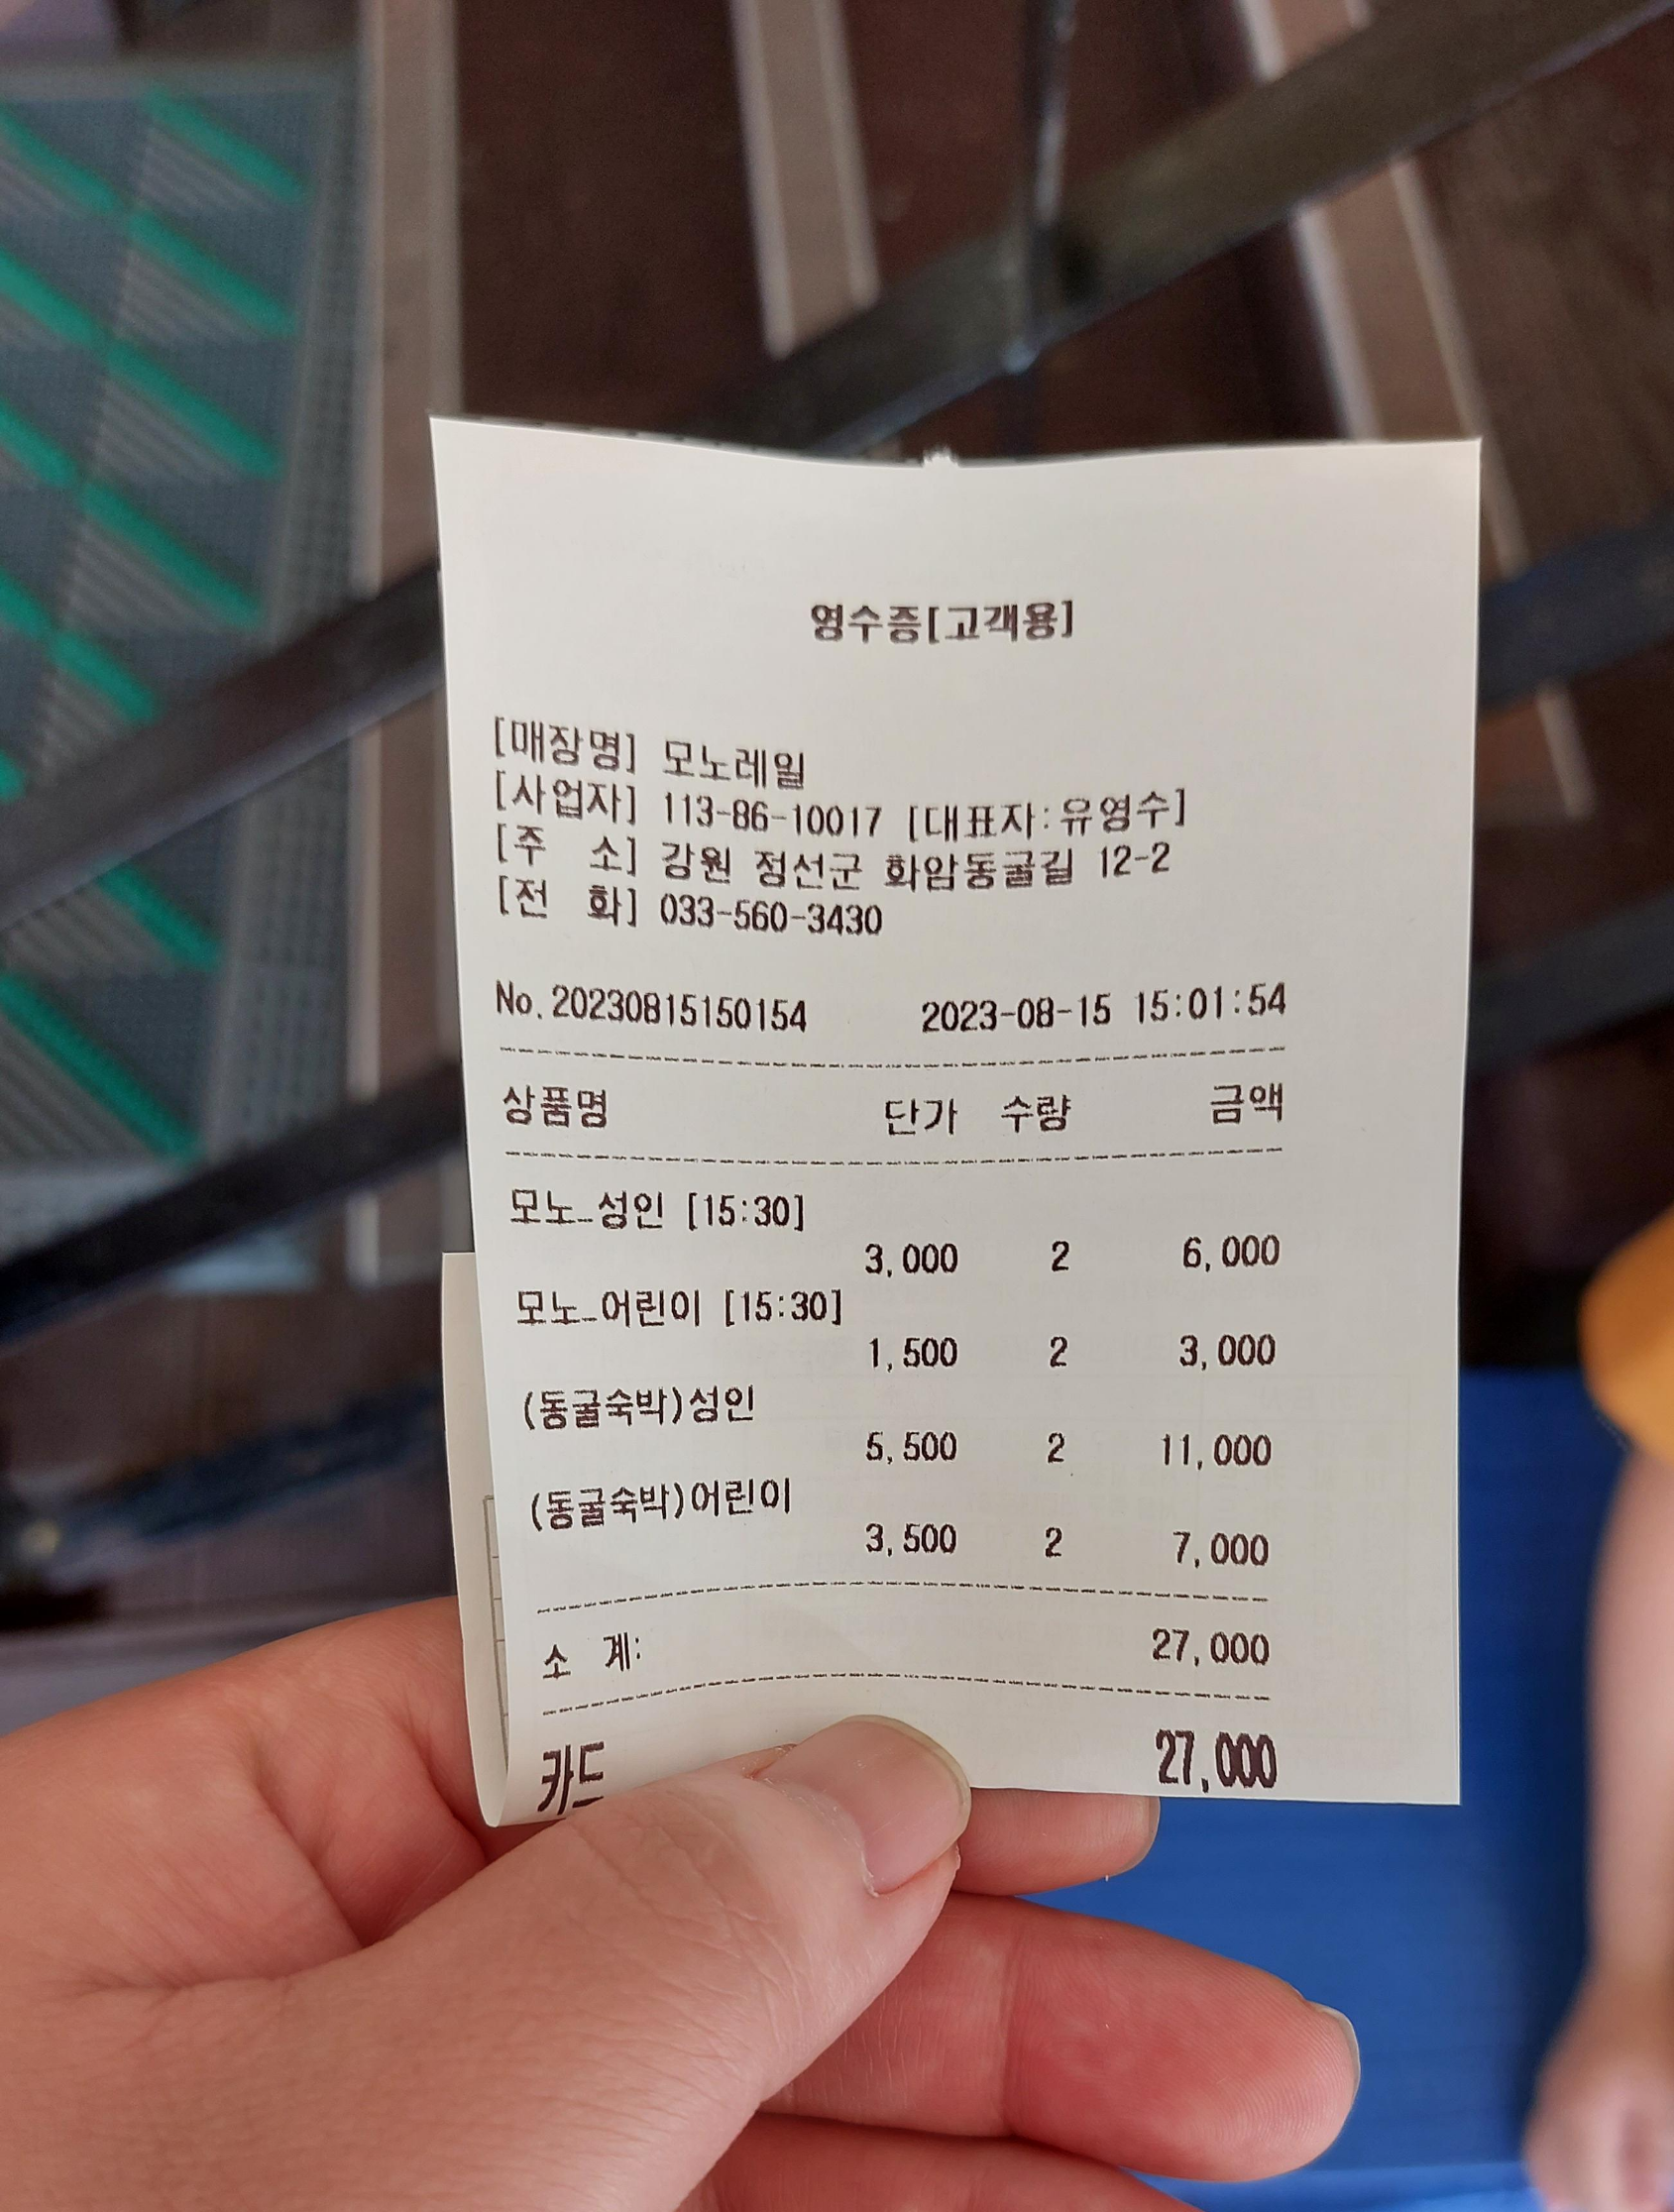 영수증[고객용]
[매장명] 모노레일
[사업자] 113-86-10017 [대표자:유영수]
[주 소] 강원 정선군 화암동굴길 12-2
[전 화] 033-560-3430
No.20230815150154 2023-08-15 15:01:54
상품명 단가 수량 금액
모노_성인 [15:30]
3,000 2 6,000
모노_어린이 [15:30]
1,500 2 3,000
(동굴숙박)성인
5,500 2 11,000
(동굴숙박)어린이
3,500 2 7,000
소 계: 27,000
카드 27,000